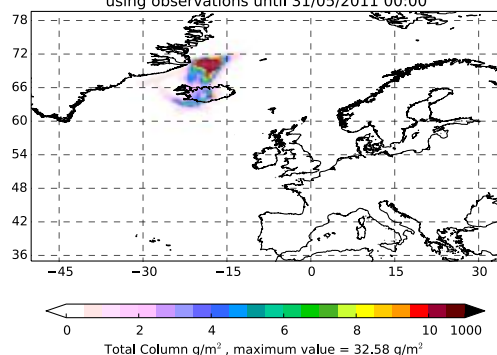 using observations until 31/05/2011 00:00
78
72
66
60
54
48
42
36
−45 −30 −15 0 15 30
0 2 4 6 8 10 1000
Total Column g/m² , maximum value = 32.58 g/m²